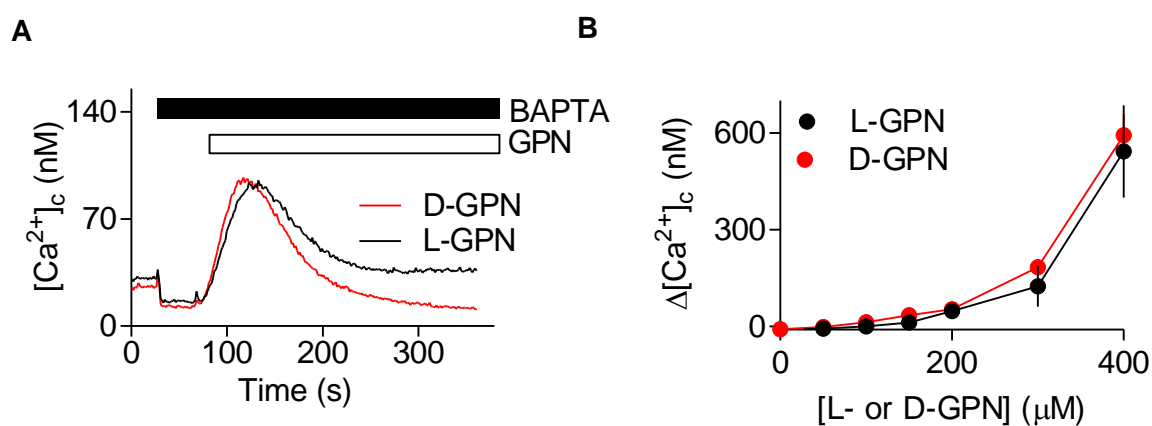 A
[Ca²⁺]c (nM)
140
70
0
BAPTA
GPN
D-GPN
L-GPN
0
100
200
300
Time (s)
B
Δ[Ca²⁺]c (nM)
600
300
0
L-GPN
D-GPN
0
200
400
[L- or D-GPN] (μM)